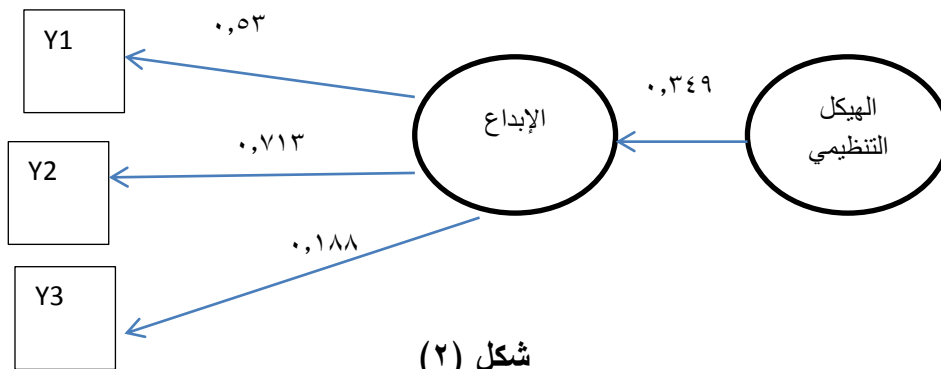 الهيكل
التنظيمي
٠,٣٤٩
الإبداع
٠,٥٣
Y1
٠,٧١٣
Y2
٠,١٨٨
Y3
شكل (٢)